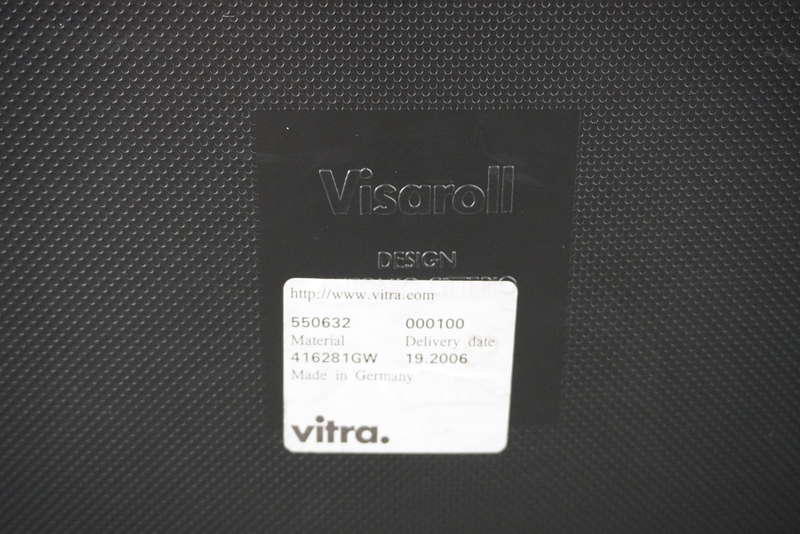 Visaroll
DESIGN
http://www.vitra.com
550632 000100
Material Delivery date
416281GW 19.2006
Made in Germany
vitra.